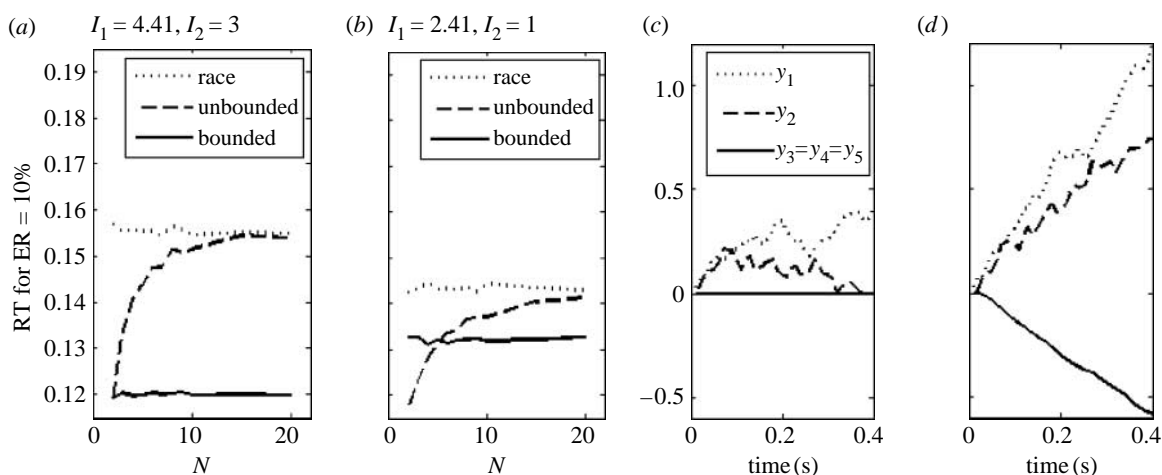 (a) I₁ = 4.41, I₂ = 3
RT for ER = 10%
0.19
0.18
0.17
0.16
0.15
0.14
0.13
0.12
race
unbounded
bounded
0 10 20
N
(b) I₁ = 2.41, I₂ = 1
race
unbounded
bounded
0 10 20
N
(c)
1.0
0.5
0
−0.5
y₁
y₂
y₃=y₄=y₅
0 0.2 0.4
time (s)
(d)
0 0.2 0.4
time (s)